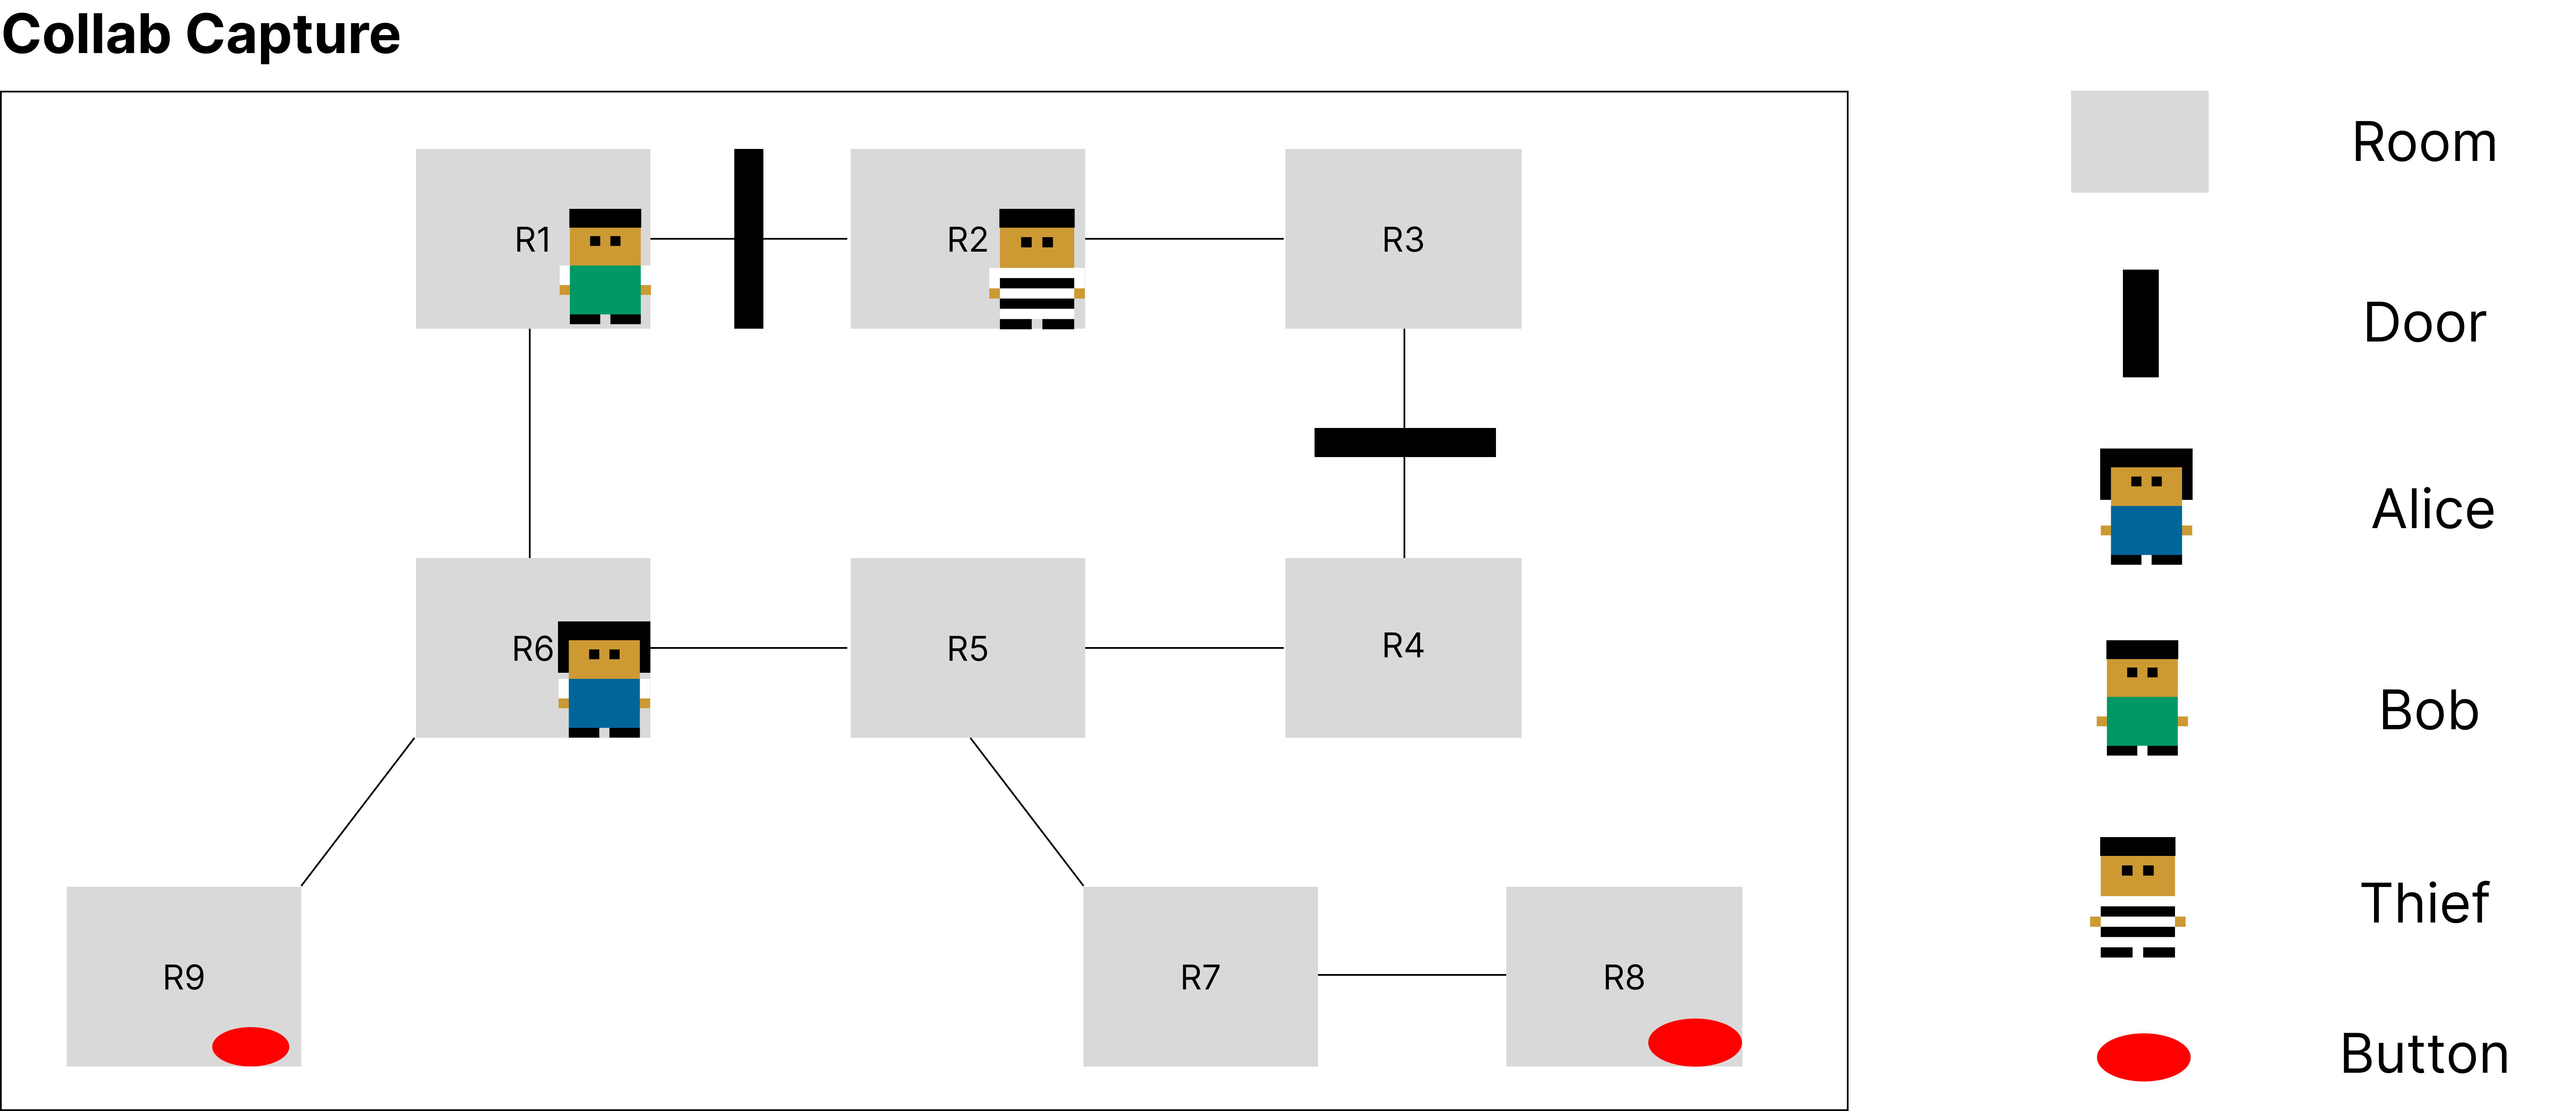 Collab Capture
R1
R2
R3
R6
R5
R4
R9
R7
R8
Room
Door
Alice
Bob
Thief
Button